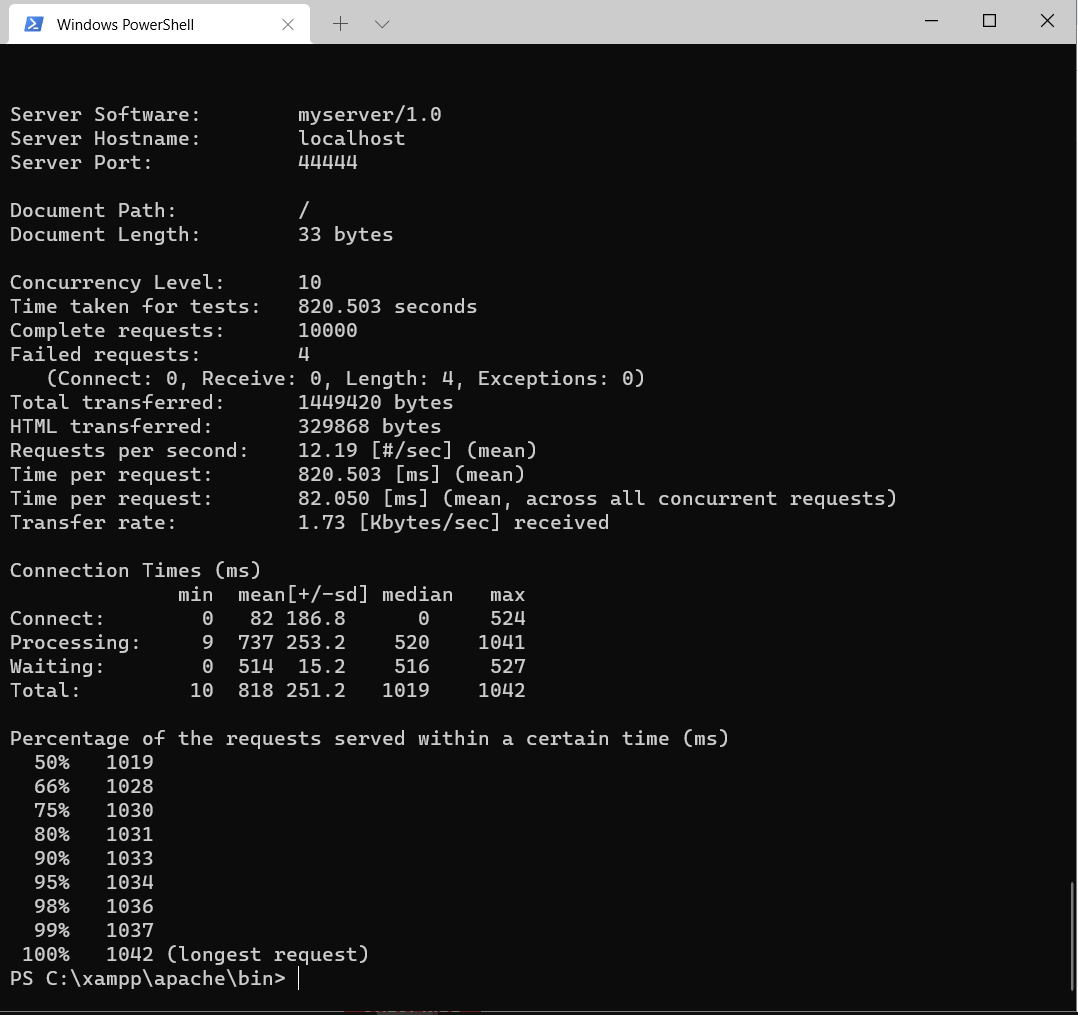 Windows PowerShell
Server Software:        myserver/1.0
Server Hostname:        localhost
Server Port:            44444
Document Path:          /
Document Length:        33 bytes
Concurrency Level:      10
Time taken for tests:   820.503 seconds
Complete requests:      10000
Failed requests:        4
   (Connect: 0, Receive: 0, Length: 4, Exceptions: 0)
Total transferred:      1449420 bytes
HTML transferred:       329868 bytes
Requests per second:    12.19 [#/sec] (mean)
Time per request:       820.503 [ms] (mean)
Time per request:       82.050 [ms] (mean, across all concurrent requests)
Transfer rate:          1.73 [Kbytes/sec] received
Connection Times (ms)
              min  mean[+/-sd] median   max
Connect:        0   82 186.8      0     524
Processing:     9  737 253.2    520    1041
Waiting:        0  514  15.2    516     527
Total:         10  818 251.2   1019    1042
Percentage of the requests served within a certain time (ms)
  50%   1019
  66%   1028
  75%   1030
  80%   1031
  90%   1033
  95%   1034
  98%   1036
  99%   1037
 100%   1042 (longest request)
PS C:\xampp\apache\bin>